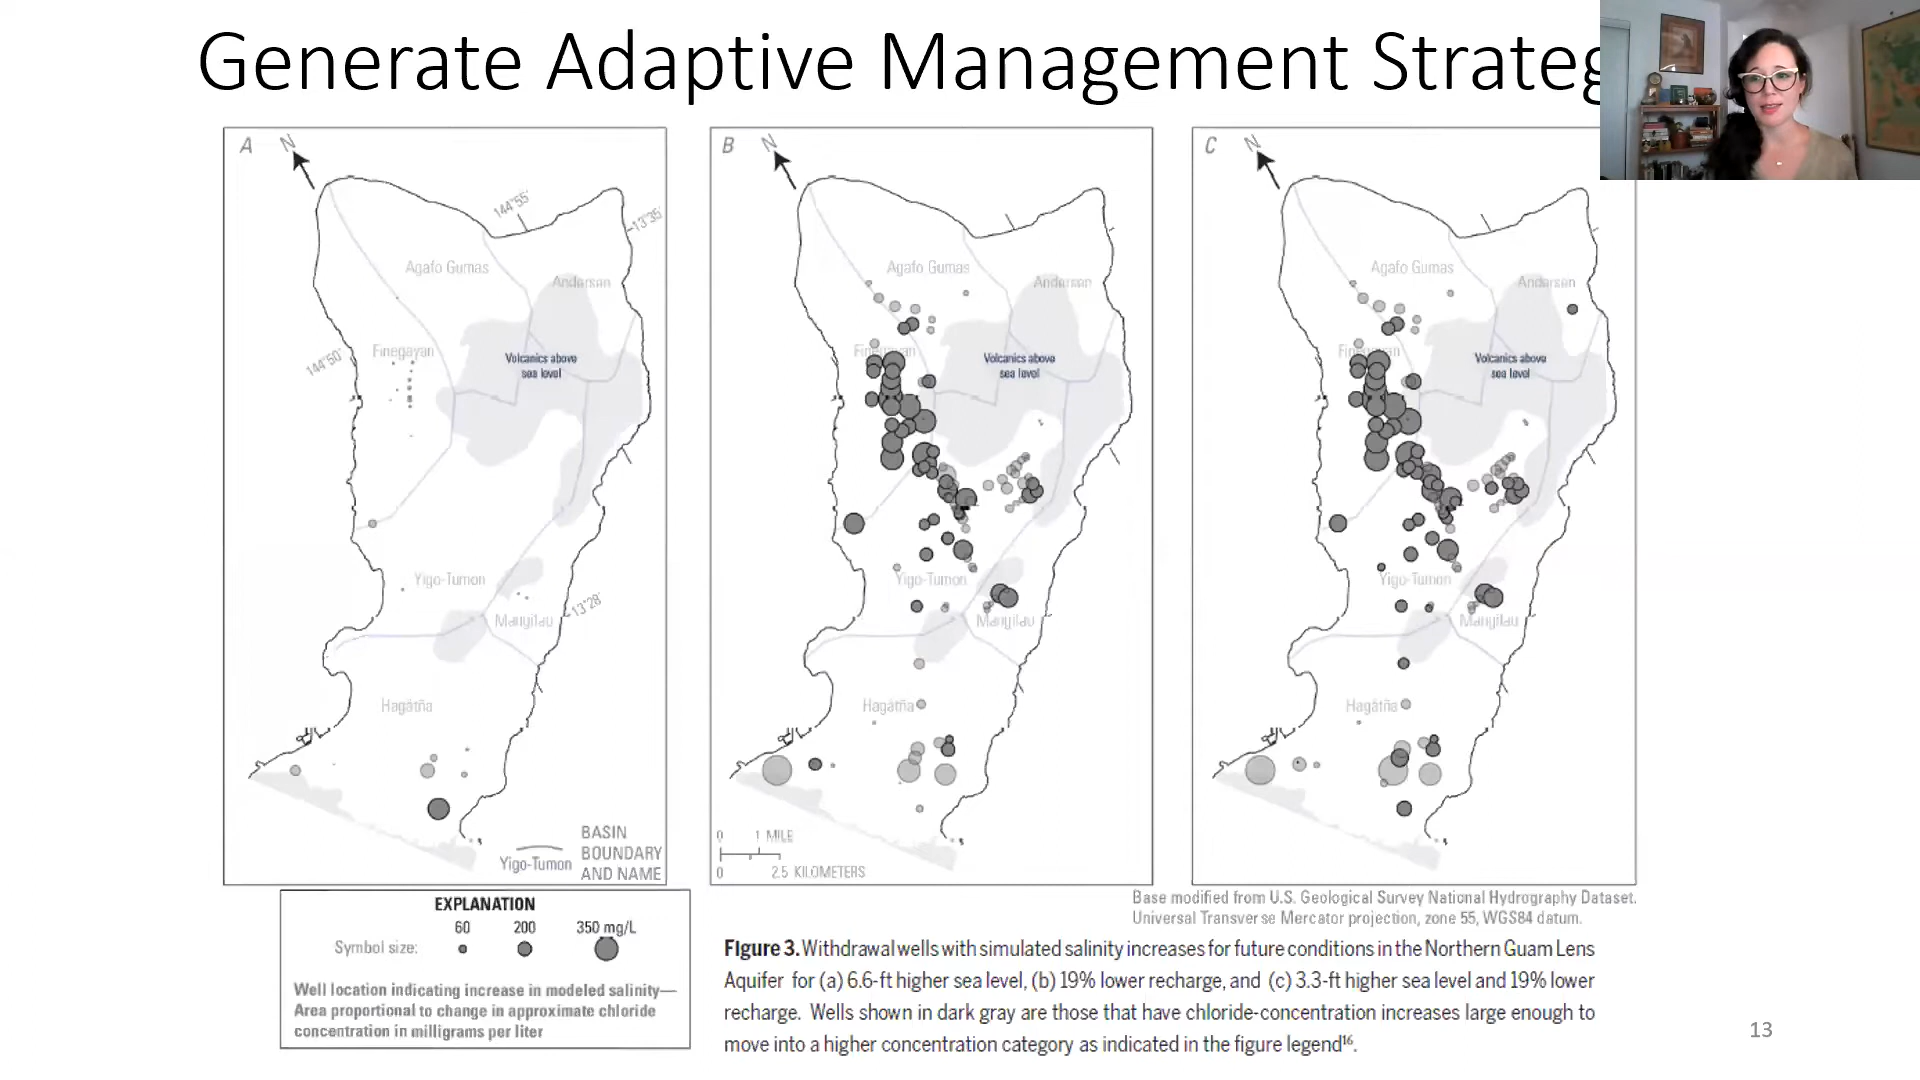 Generate Adaptive Management Strateg
A
N
144°55'
13°35'
Agafo Gumas
Andersen
144°50'
Finegayan
Volcanics above
sea level
Yigo-Tumon
Mangilau
13°28'
Hagåtña
BASIN
BOUNDARY
AND NAME
Yigo-Tumon
B
N
Agafo Gumas
Andersen
Volcanics above
sea level
Yigo-Tumon
Mangilau
Hagåtña
0 1 MILE
0 2.5 KILOMETERS
C
N
Agafo Gumas
Andersen
Volcanics above
sea level
Yigo-Tumon
Mangilau
Hagåtña
EXPLANATION
60 200 350 mg/L
Symbol size:
Well location indicating increase in modeled salinity—
Area proportional to change in approximate chloride
concentration in milligrams per liter
Base modified from U.S. Geological Survey National Hydrography Dataset.
Universal Transverse Mercator projection, zone 55, WGS84 datum.
Figure 3. Withdrawal wells with simulated salinity increases for future conditions in the Northern Guam Lens
Aquifer for (a) 6.6-ft higher sea level, (b) 19% lower recharge, and (c) 3.3-ft higher sea level and 19% lower
recharge. Wells shown in dark gray are those that have chloride-concentration increases large enough to
move into a higher concentration category as indicated in the figure legend¹⁶.
13